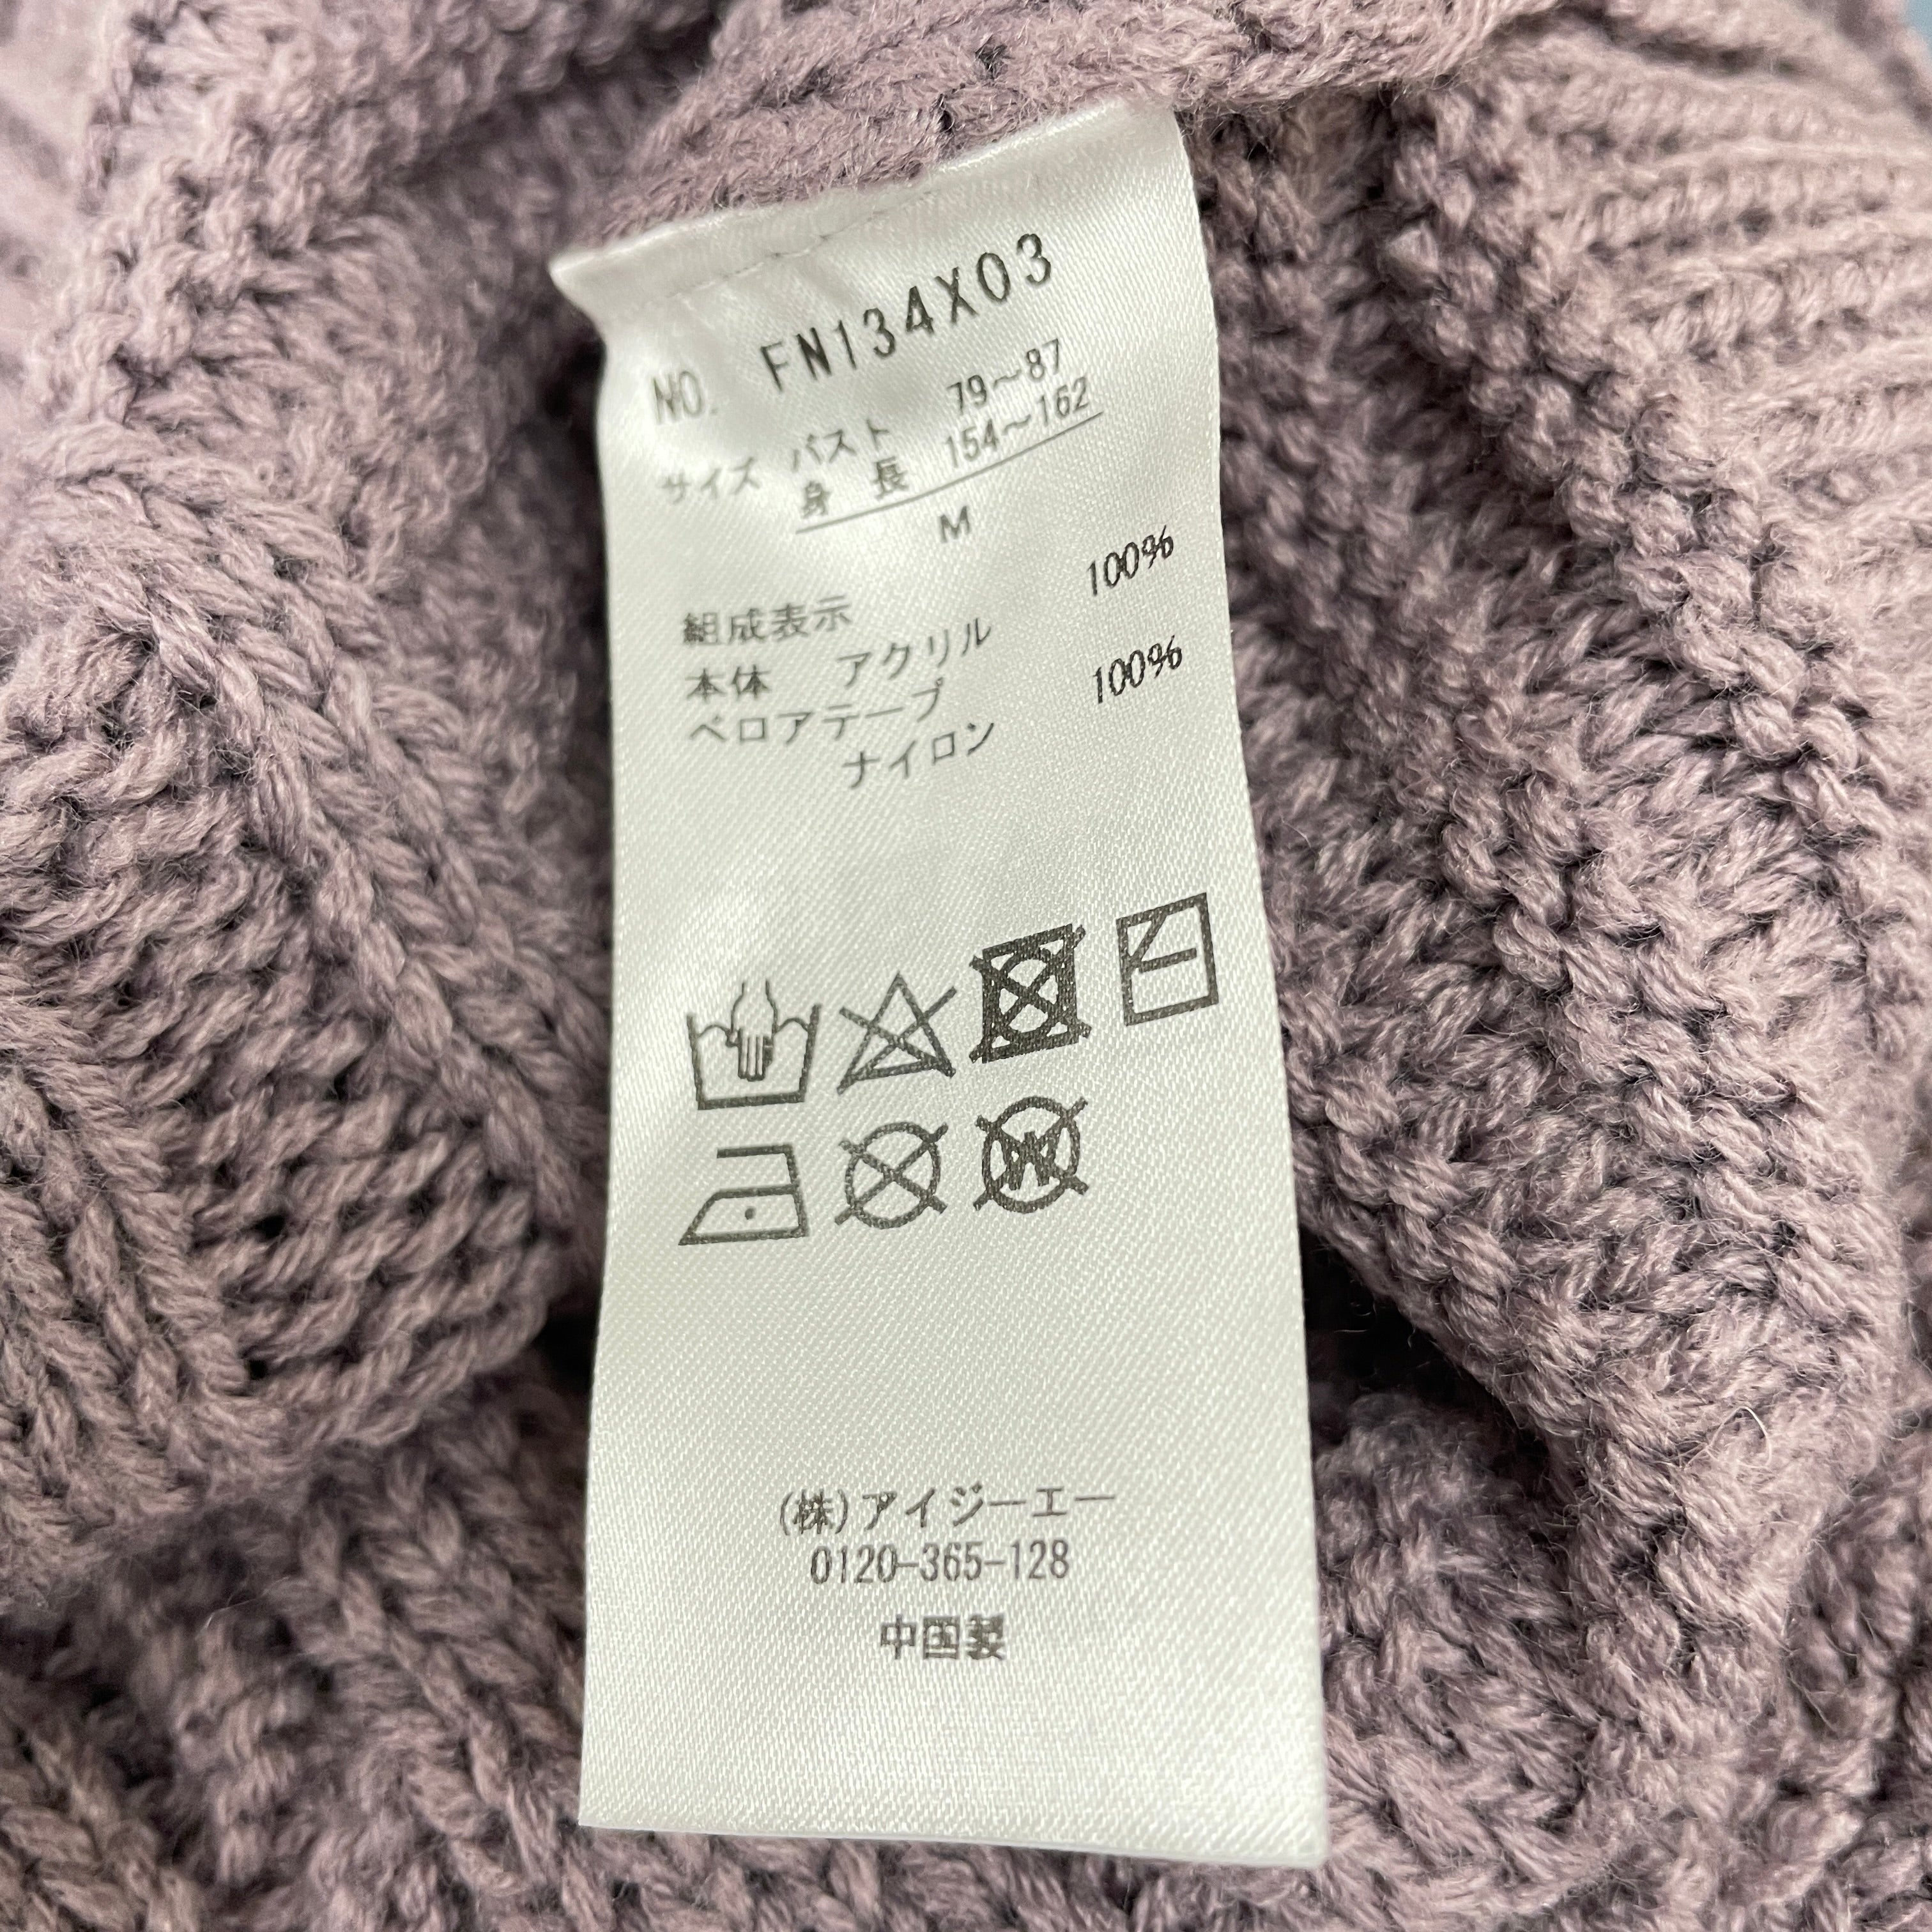 NO. FN134X03
サイズ バスト 79～87
身 長 154～162
M
組成表示
本体 アクリル 100%
ベロアテープ
ナイロン 100%
(株)アイジーエー
0120-365-128
中国製